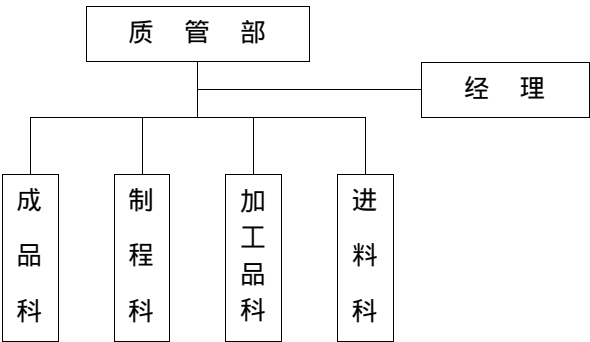 质 管 部
经 理
成品科
制程科
加工品科
进料科